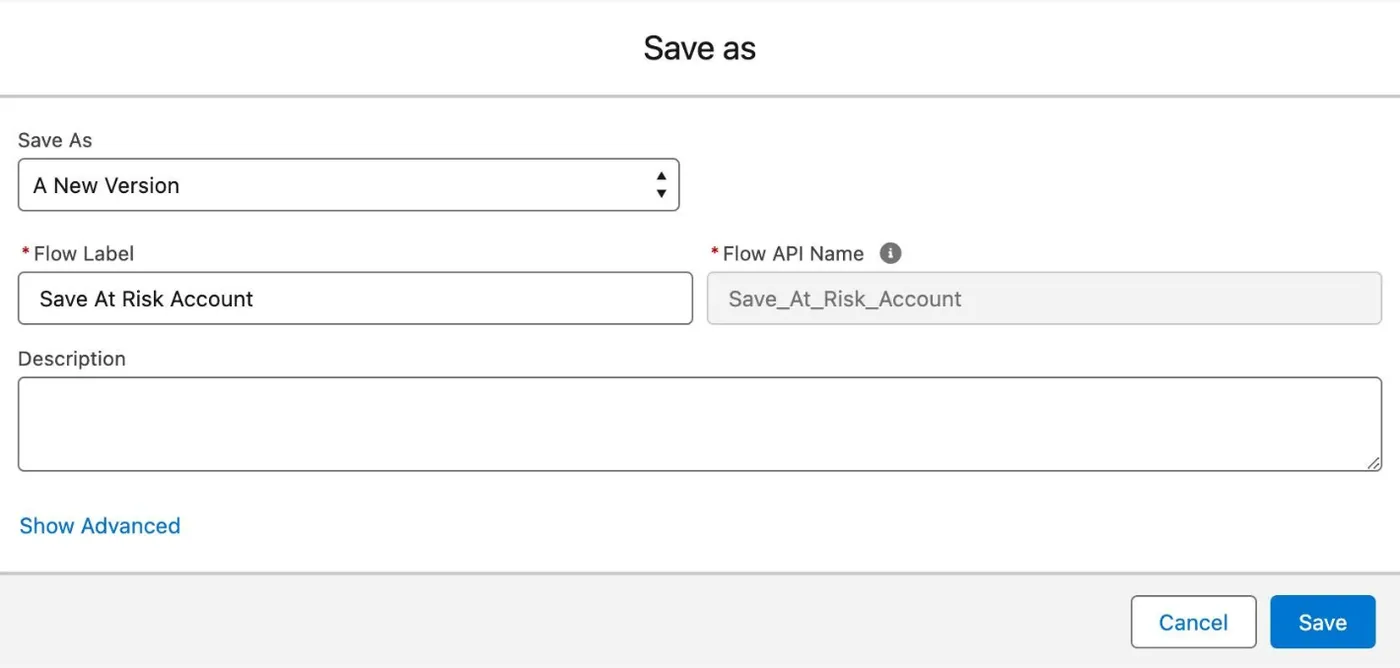 Save as
Save As
A New Version
* Flow Label
* Flow API Name
Save At Risk Account
Save_At_Risk_Account
Description
Show Advanced
Cancel
Save